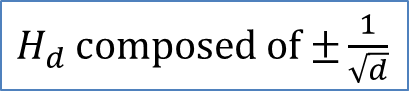 H_d composed of ± 1/√d